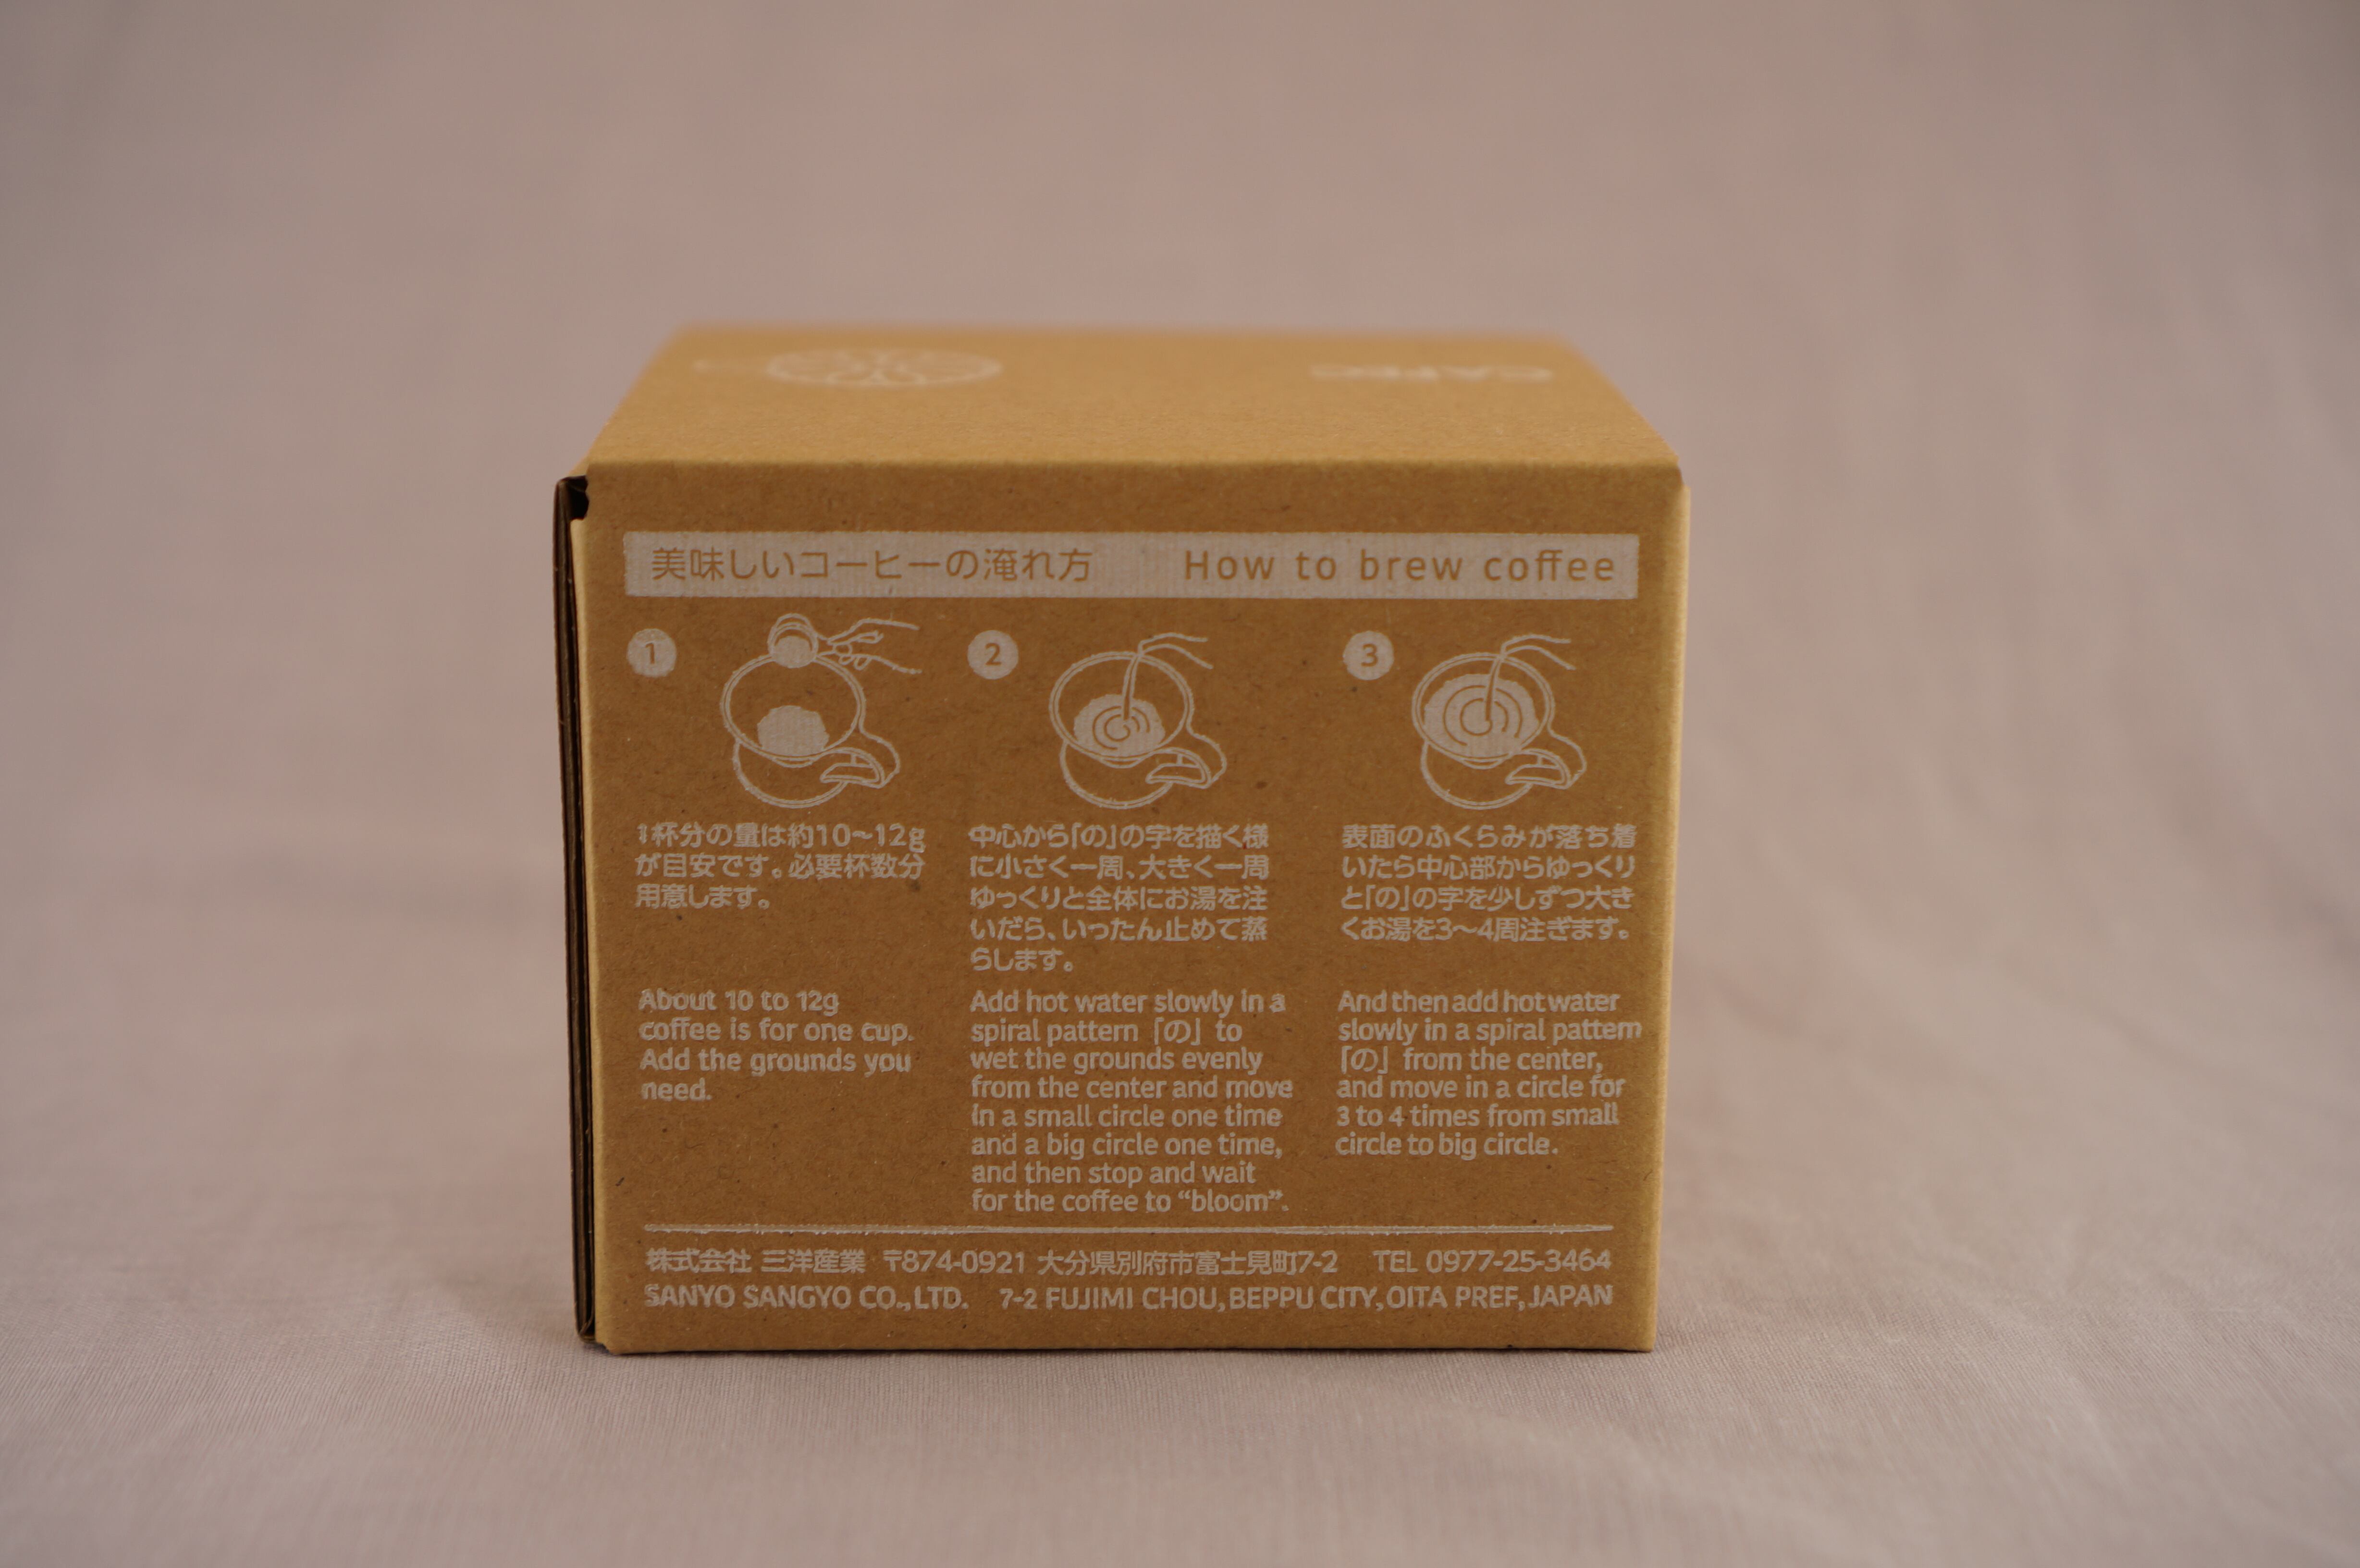 美味しいコーヒーの淹れ方 How to brew coffee
1
1杯分の量は約10~12g
が目安です。必要杯数分
用意します。
About 10 to 12g
coffee is for one cup.
Add the grounds you
need.
2
中心から「の」の字を描く様
に小さく一周、大きく一周
ゆっくりと全体にお湯を注
いだら、いったん止めて蒸
らします。
Add hot water slowly in a
spiral pattern 「の」 to
wet the grounds evenly
from the center and move
in a small circle one time
and a big circle one time,
and then stop and wait
for the coffee to “bloom”.
3
表面のふくらみが落ち着
いたら中心部からゆっくり
と「の」の字を少しずつ大き
くお湯を3〜4周注ぎます。
And then add hot water
slowly in a spiral pattern
「の」 from the center,
and move in a circle for
3 to 4 times from small
circle to big circle.
株式会社 三洋産業 〒874-0921 大分県別府市富士見町7-2 TEL 0977-25-3464
SANYO SANGYO CO.,LTD. 7-2 FUJIMI CHOU, BEPPU CITY, OITA PREF, JAPAN